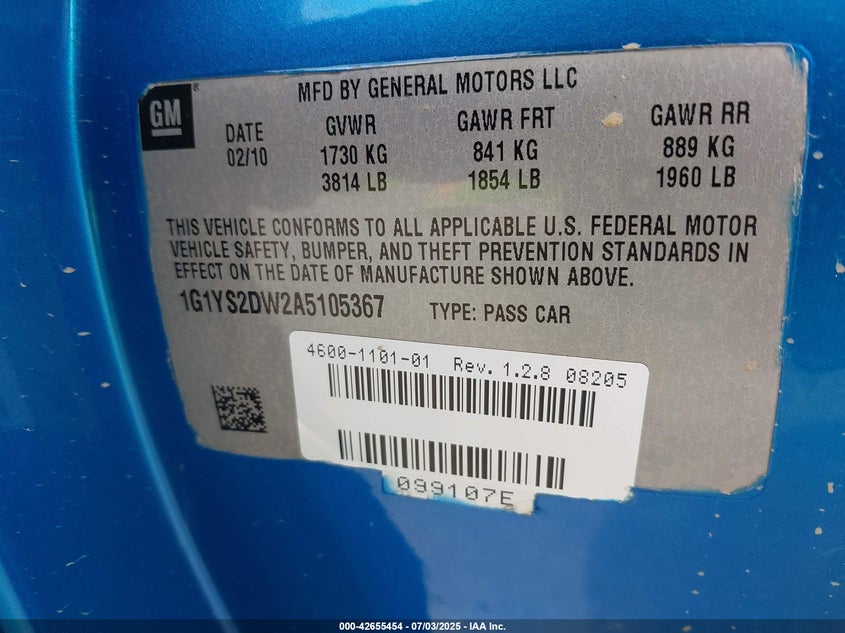 GM
MFD BY GENERAL MOTORS LLC
DATE GVWR GAWR FRT GAWR RR
02/10 1730 KG 841 KG 889 KG
3814 LB 1854 LB 1960 LB
THIS VEHICLE CONFORMS TO ALL APPLICABLE U.S. FEDERAL MOTOR
VEHICLE SAFETY, BUMPER, AND THEFT PREVENTION STANDARDS IN
EFFECT ON THE DATE OF MANUFACTURE SHOWN ABOVE.
1G1YS2DW2A5105367 TYPE: PASS CAR
4600-1101-01 Rev. 1.2.8 08205
099107E
000-42655454 / 07/03/2025 - IAA Inc.